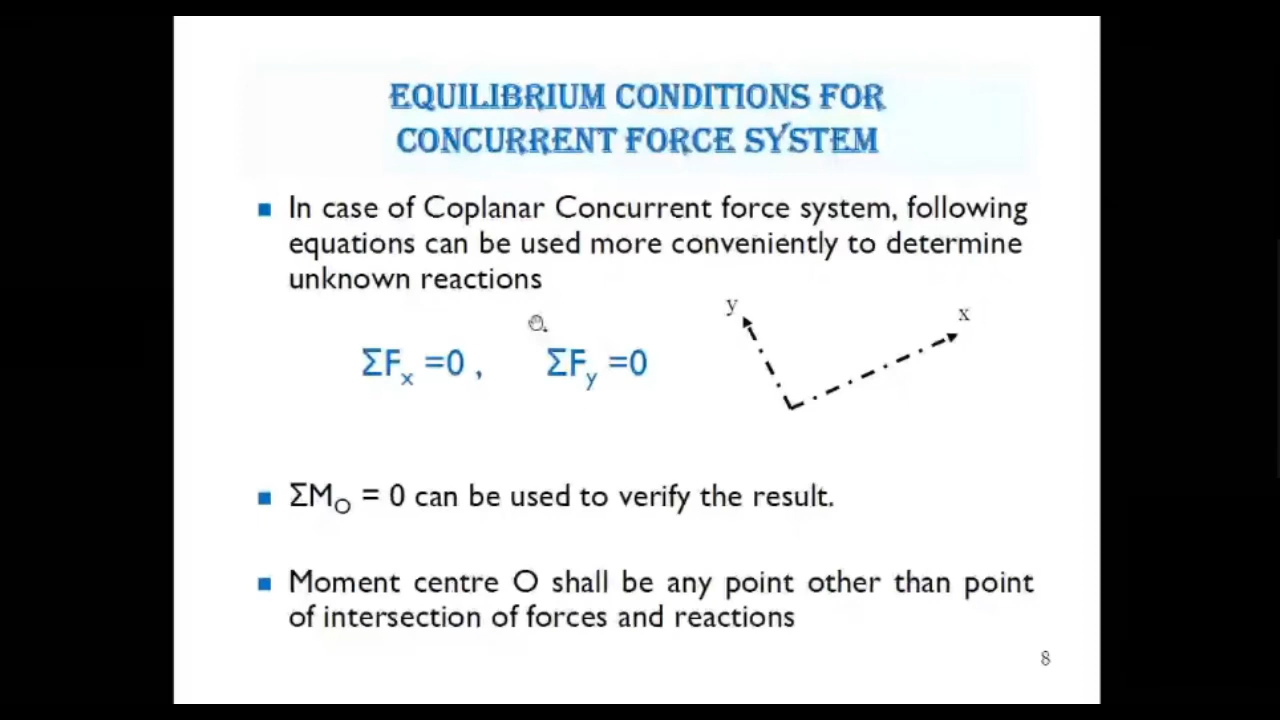 EQUILIBRIUM CONDITIONS FOR
CONCURRENT FORCE SYSTEM
In case of Coplanar Concurrent force system, following
equations can be used more conveniently to determine
unknown reactions
y
x
ΣFx =0 , ΣFy =0
ΣMO = 0 can be used to verify the result.
Moment centre O shall be any point other than point
of intersection of forces and reactions
8